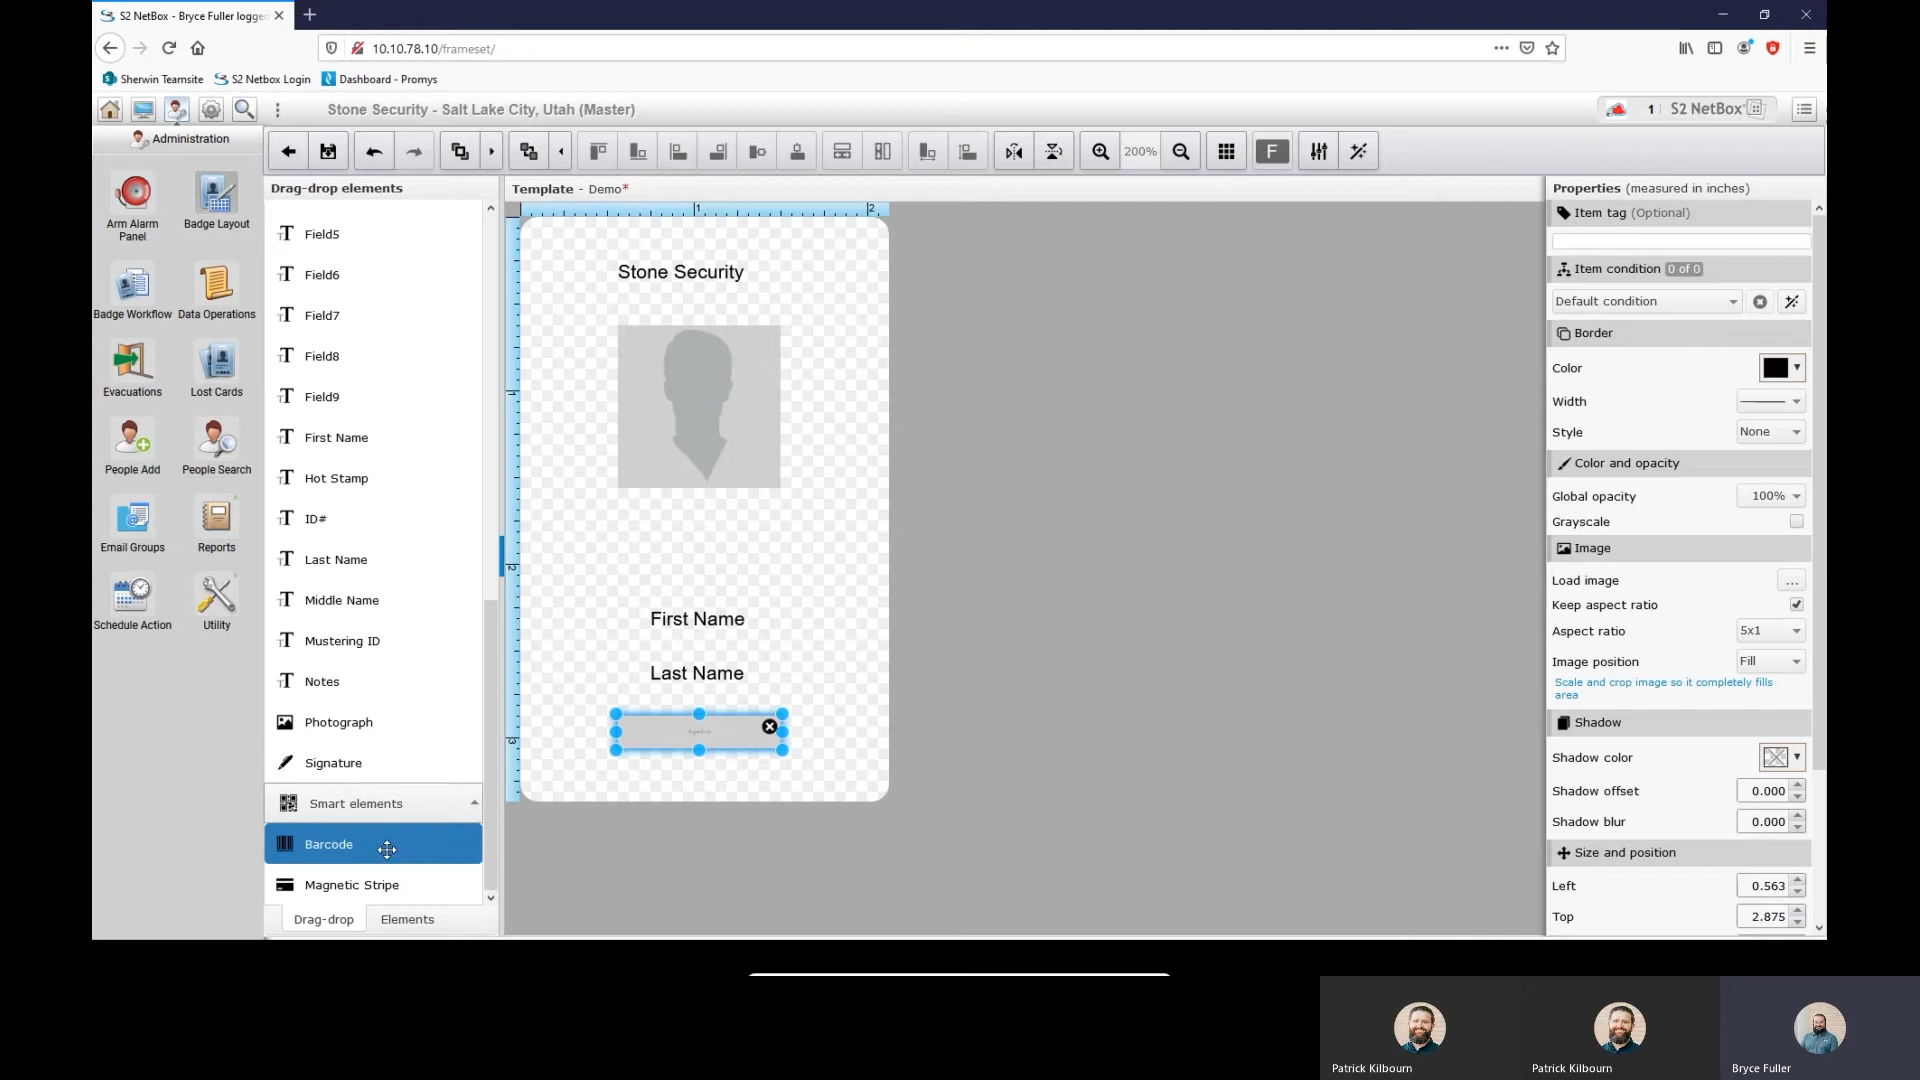 S2 NetBox - Bryce Fuller logge
10.10.78.10/frameset/
Sherwin Teamsite S2 Netbox Login Dashboard - Promys
Stone Security - Salt Lake City, Utah (Master)
1 S2 NetBox
Administration
200%
F
Arm Alarm Panel
Badge Layout
Badge Workflow
Data Operations
Evacuations
Lost Cards
People Add
People Search
Email Groups
Reports
Schedule Action
Utility
Drag-drop elements
Field5
Field6
Field7
Field8
Field9
First Name
Hot Stamp
ID#
Last Name
Middle Name
Mustering ID
Notes
Photograph
Signature
Smart elements
Barcode
Magnetic Stripe
Drag-drop Elements
Template - Demo*
1 2
1
2
3
Stone Security
First Name
Last Name
Properties (measured in inches)
Item tag (Optional)
Item condition 0 of 0
Default condition
Border
Color
Width
Style None
Color and opacity
Global opacity 100%
Grayscale
Image
Load image ...
Keep aspect ratio
Aspect ratio 5x1
Image position Fill
Scale and crop image so it completely fills
area
Shadow
Shadow color
Shadow offset 0.000
Shadow blur 0.000
Size and position
Left 0.563
Top 2.875
Patrick Kilbourn
Patrick Kilbourn
Bryce Fuller